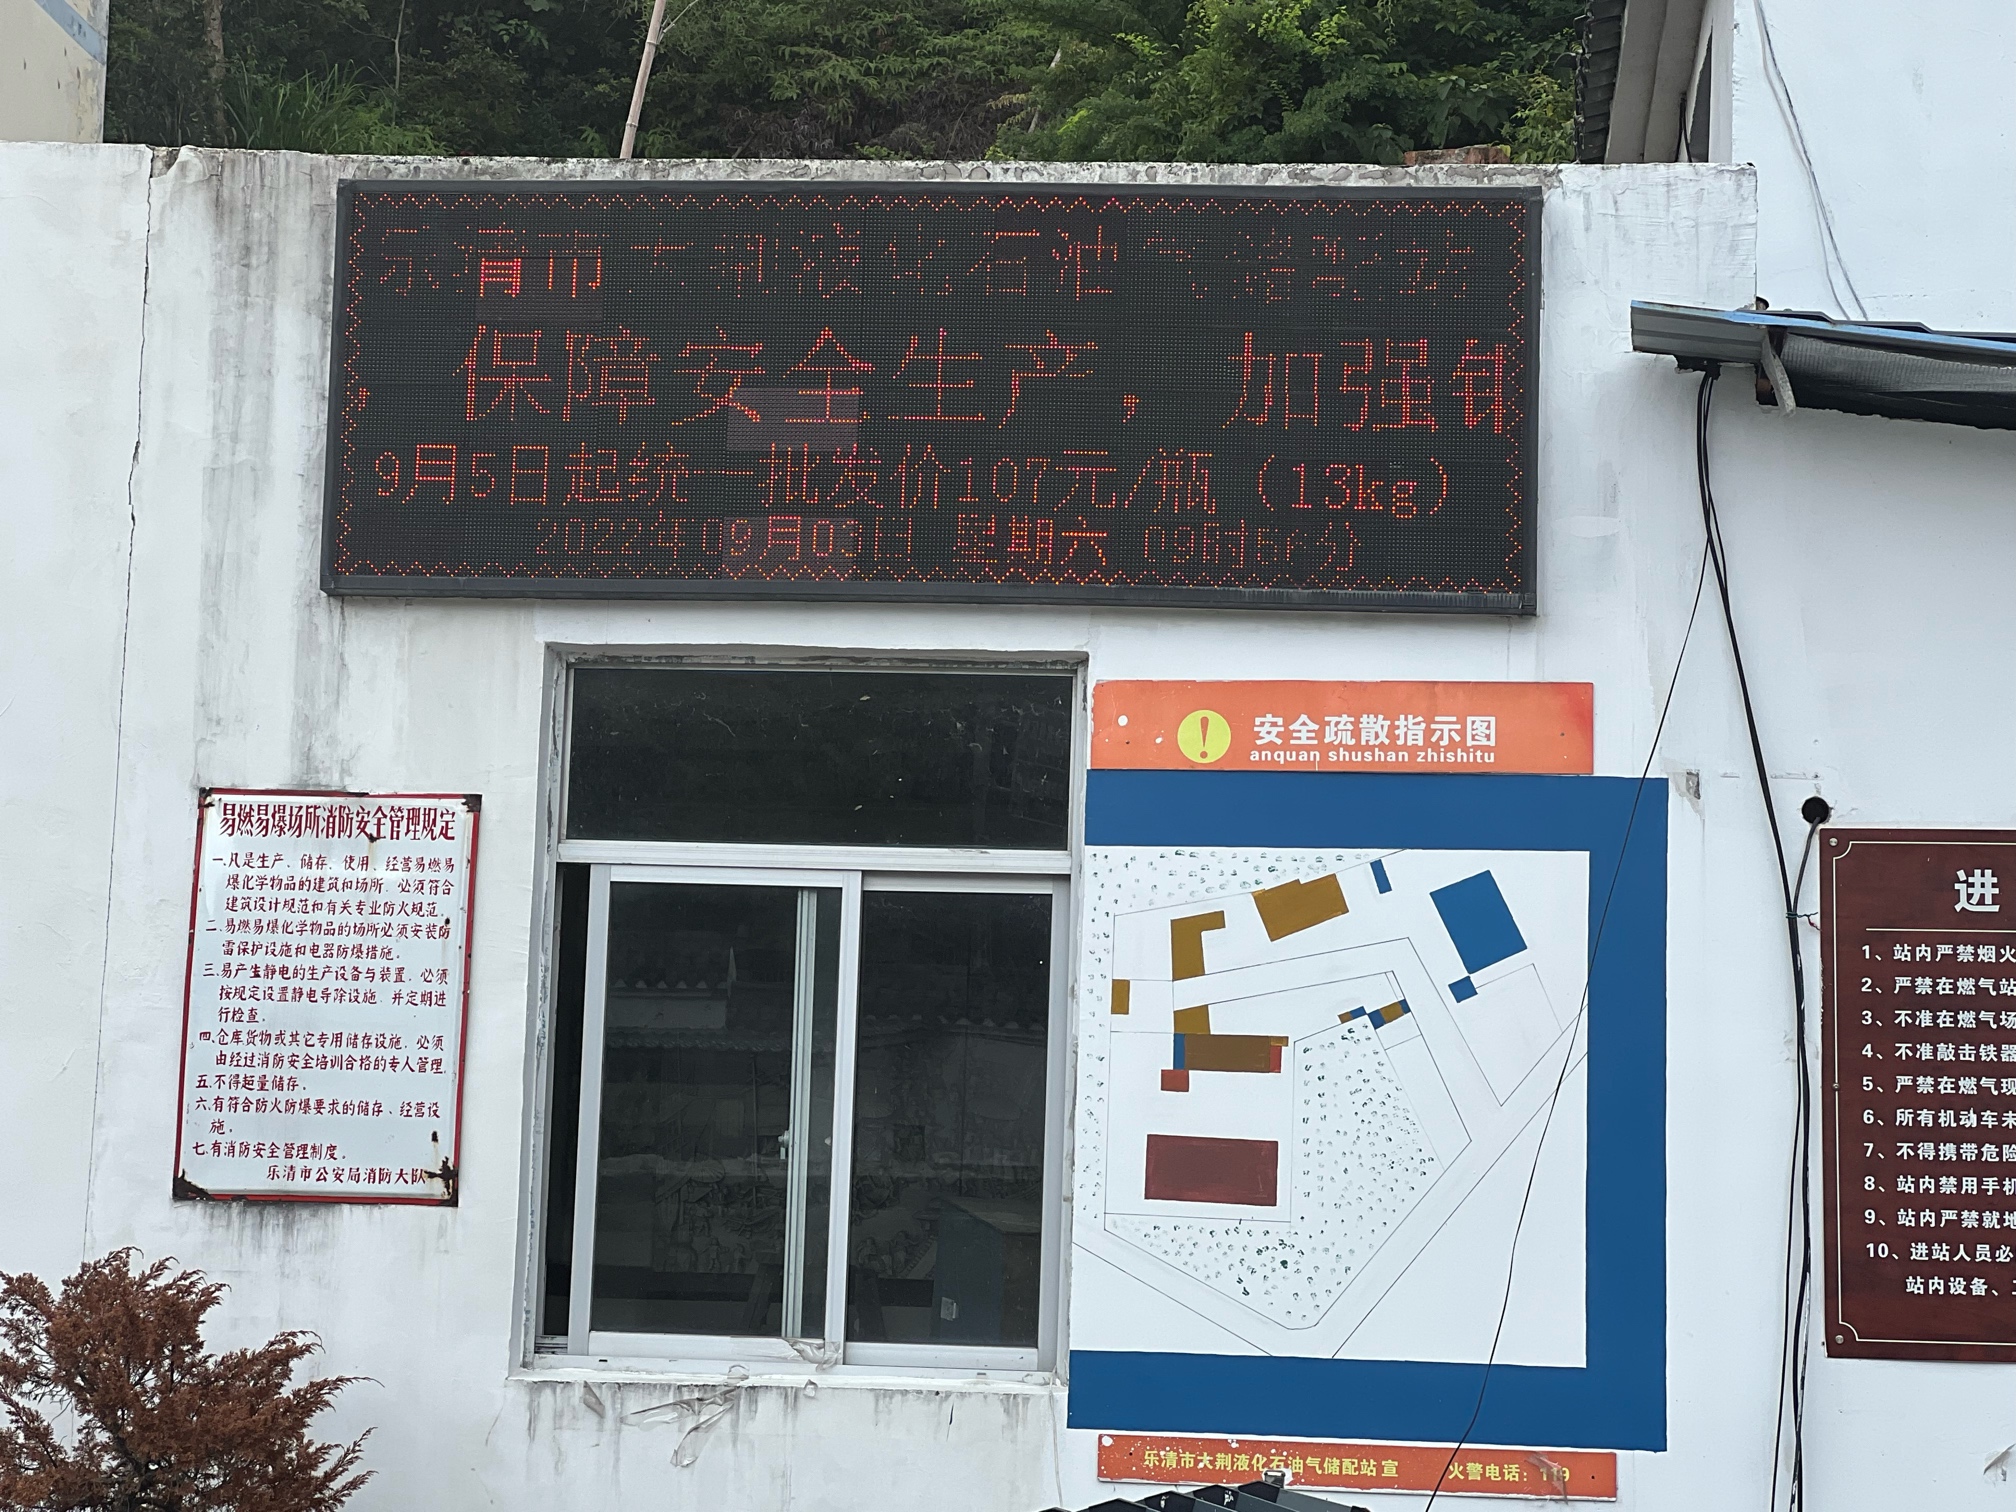 乐清市大荆液化石油气储配站
保障安全生产，加强
9月5日起统一批发价107元/瓶（13kg）
2022年09月03日 星期六 09时56分
安全疏散指示图
anquan shushan zhishitu
易燃易爆场所消防安全管理规定
一.凡是生产、储存、使用、经营易燃易
爆化学物品的建筑和场所，必须符合
建筑设计规范和有关专业防火规范。
二.易燃易爆化学物品的场所必须安装防
雷保护设施和电器防爆措施。
三.易产生静电的生产设备与装置，必须
按规定设置静电导除设施，并定期进
行检查。
四.仓库货物或其它专用储存设施，必须
由经过消防安全培训合格的专人管理.
五.不得超量储存。
六.有符合防火防爆要求的储存、经营设
施。
七.有消防安全管理制度。
乐清市公安局消防大队
乐清市大荆液化石油气储配站 宣 火警电话：119
进
1、站内严禁烟火
2、严禁在燃气站
3、不准在燃气场
4、不准敲击铁器
5、严禁在燃气现
6、所有机动车未
7、不得携带危险
8、站内禁用手机
9、站内严禁就地
10、进站人员必
站内设备、